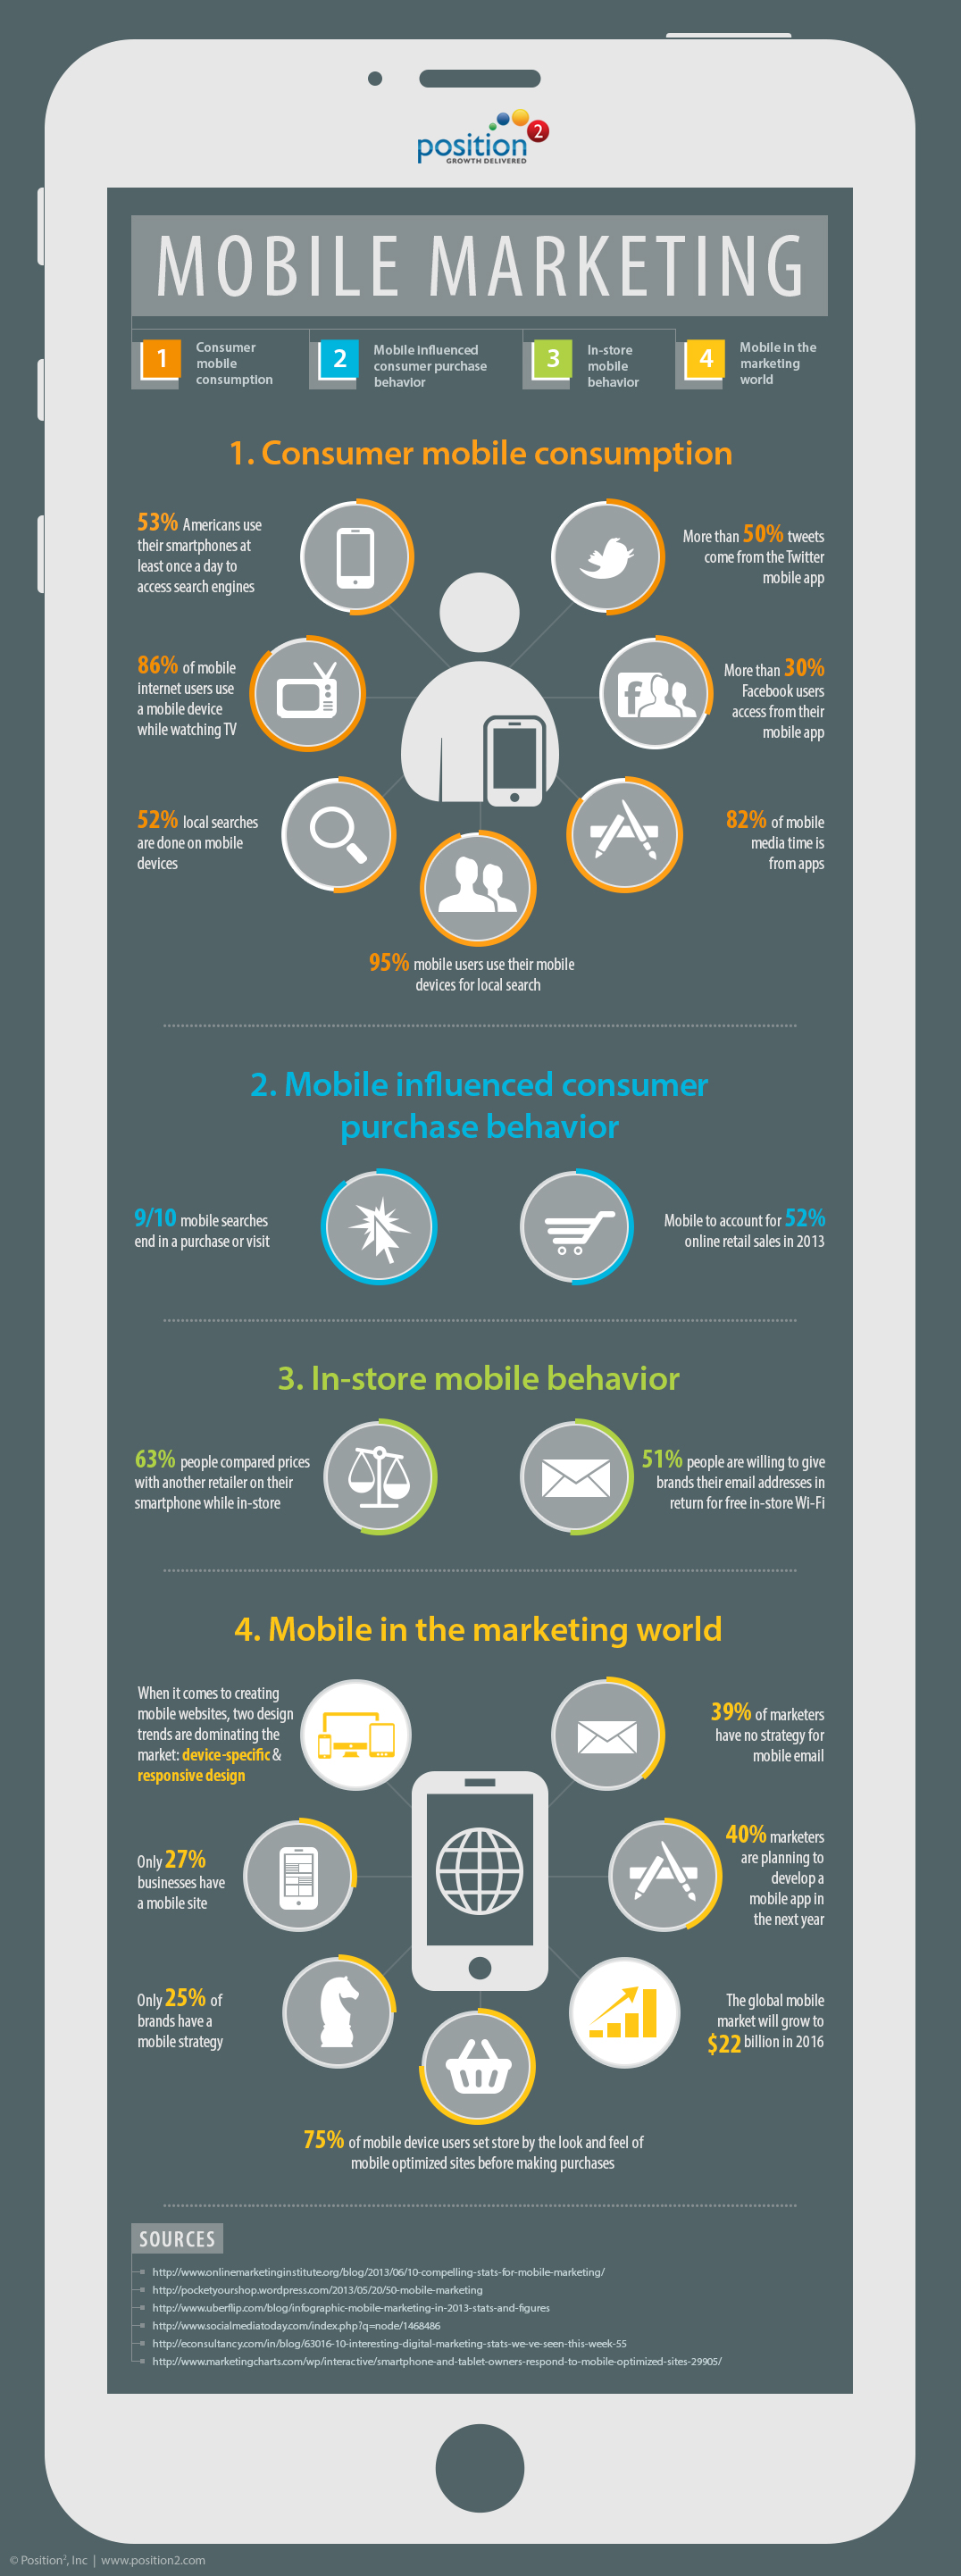 position2
GROWTH DELIVERED
MOBILE MARKETING
1
Consumer
mobile
consumption
2
Mobile influenced
consumer purchase
behavior
3
In-store
mobile
behavior
4
Mobile in the
marketing
world
1. Consumer mobile consumption
53% Americans use
their smartphones at
least once a day to
access search engines
More than 50% tweets
come from the Twitter
mobile app
86% of mobile
internet users use
a mobile device
while watching TV
f
More than 30%
Facebook users
access from their
mobile app
52% local searches
are done on mobile
devices
82% of mobile
media time is
from apps
95% mobile users use their mobile
devices for local search
2. Mobile influenced consumer
purchase behavior
9/10 mobile searches
end in a purchase or visit
Mobile to account for 52%
online retail sales in 2013
3. In-store mobile behavior
63% people compared prices
with another retailer on their
smartphone while in-store
51% people are willing to give
brands their email addresses in
return for free in-store Wi-Fi
4. Mobile in the marketing world
When it comes to creating
mobile websites, two design
trends are dominating the
market: device-specific &
responsive design
39% of marketers
have no strategy for
mobile email
Only 27%
businesses have
a mobile site
40% marketers
are planning to
develop a
mobile app in
the next year
Only 25% of
brands have a
mobile strategy
The global mobile
market will grow to
$22 billion in 2016
75% of mobile device users set store by the look and feel of
mobile optimized sites before making purchases
SOURCES
http://www.onlinemarketinginstitute.org/blog/2013/06/10-compelling-stats-for-mobile-marketing/
http://pocketyourshop.wordpress.com/2013/05/20/50-mobile-marketing
http://www.uberflip.com/blog/infographic-mobile-marketing-in-2013-stats-and-figures
http://www.socialmediatoday.com/index.php?q=node/1468486
http://econsultancy.com/in/blog/63016-10-interesting-digital-marketing-stats-we-ve-seen-this-week-55
http://www.marketingcharts.com/wp/interactive/smartphone-and-tablet-owners-respond-to-mobile-optimized-sites-29905/
© Position², Inc | www.position2.com